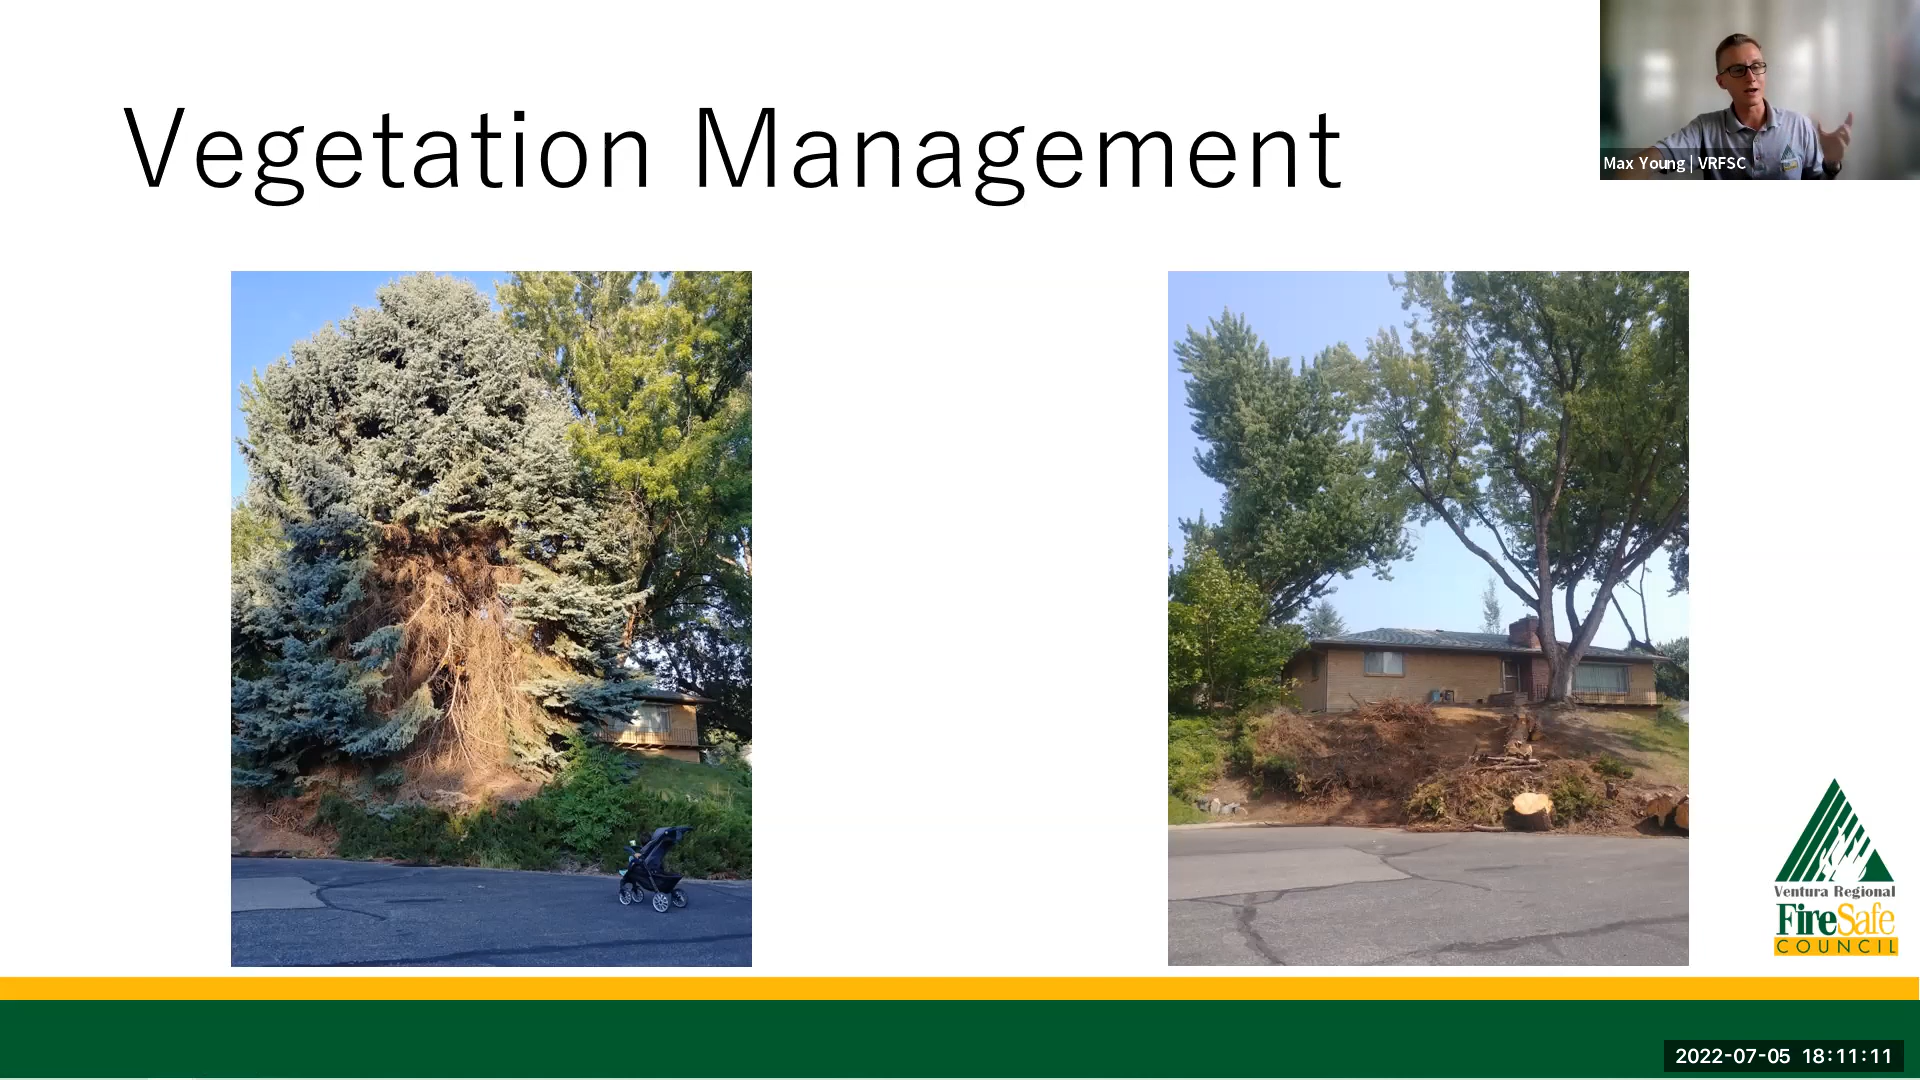 Vegetation Management
Max Young | VRFSC
Ventura Regional
FireSafe
COUNCIL
2022-07-05 18:11:11